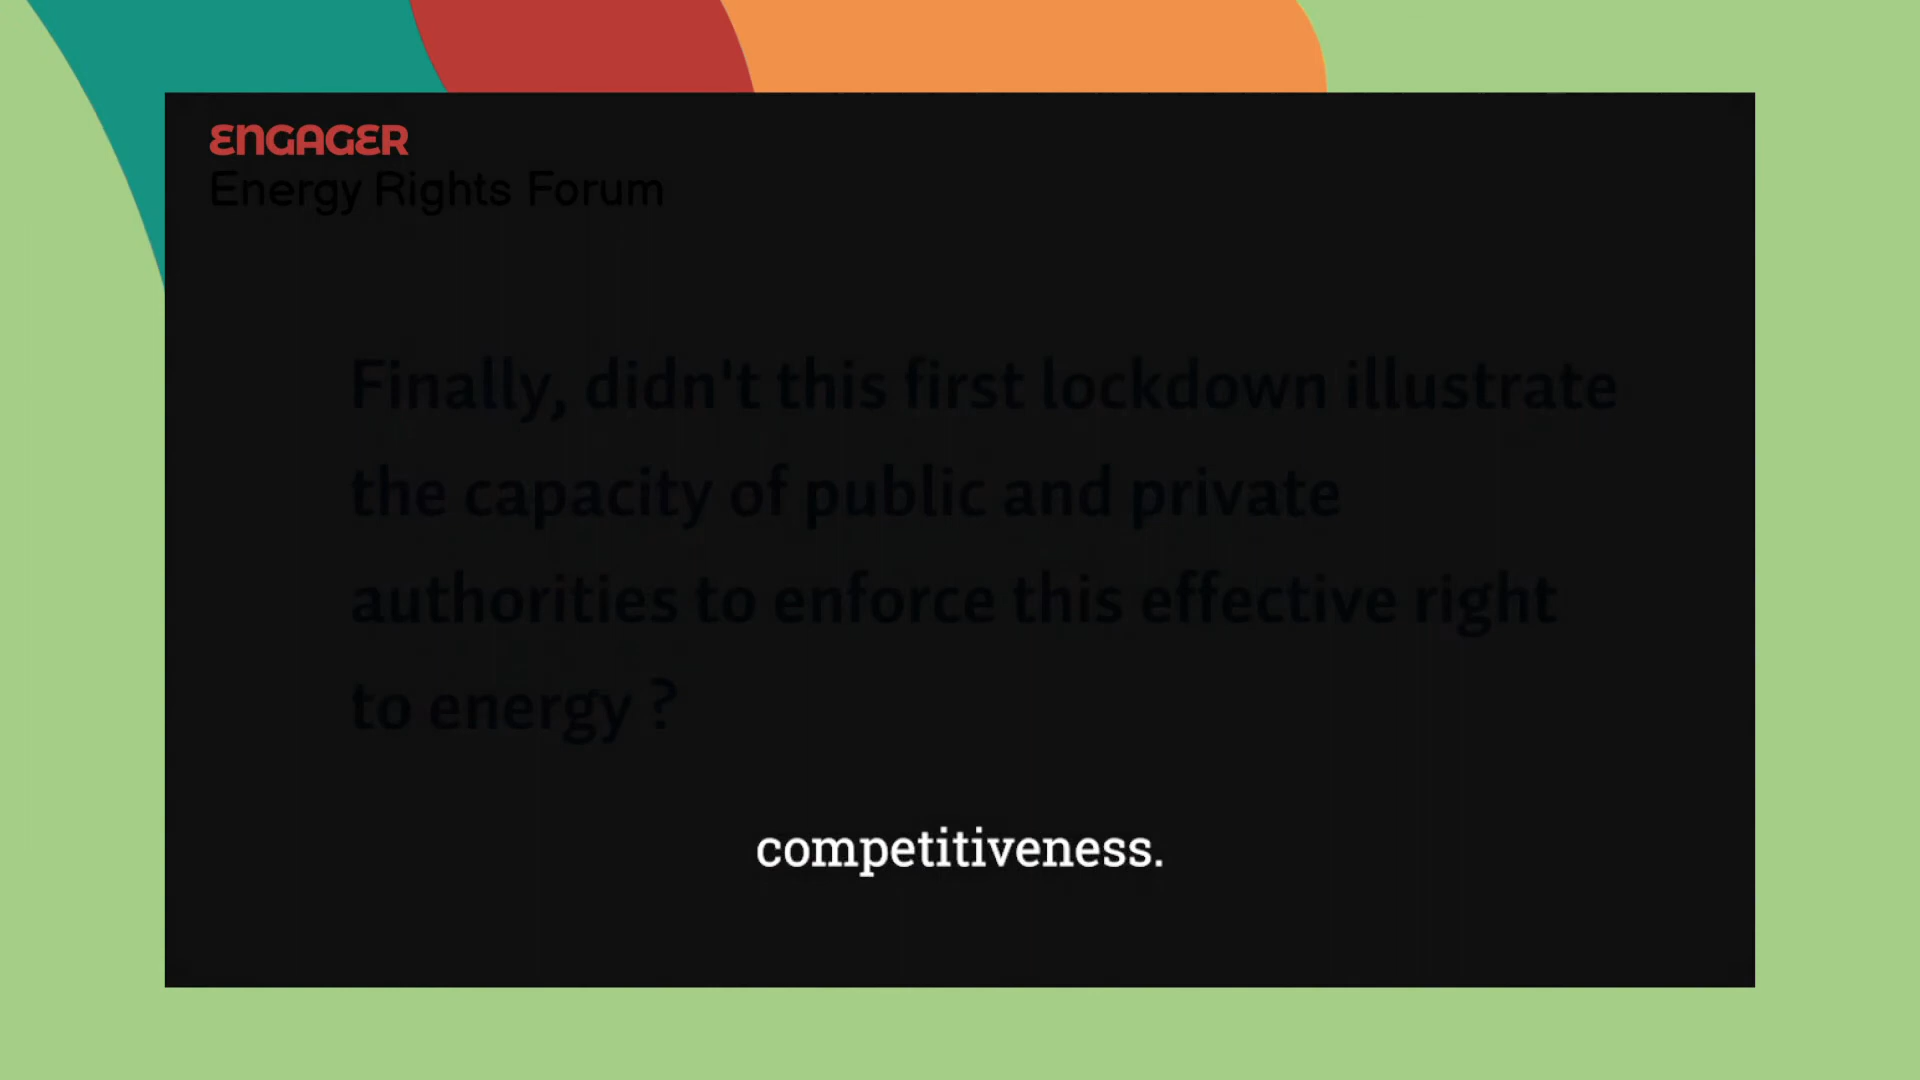 ENGAGER
Energy Rights Forum
Finally, didn't this first lockdown illustrate
the capacity of public and private
authorities to enforce this effective right
to energy ?
competitiveness.